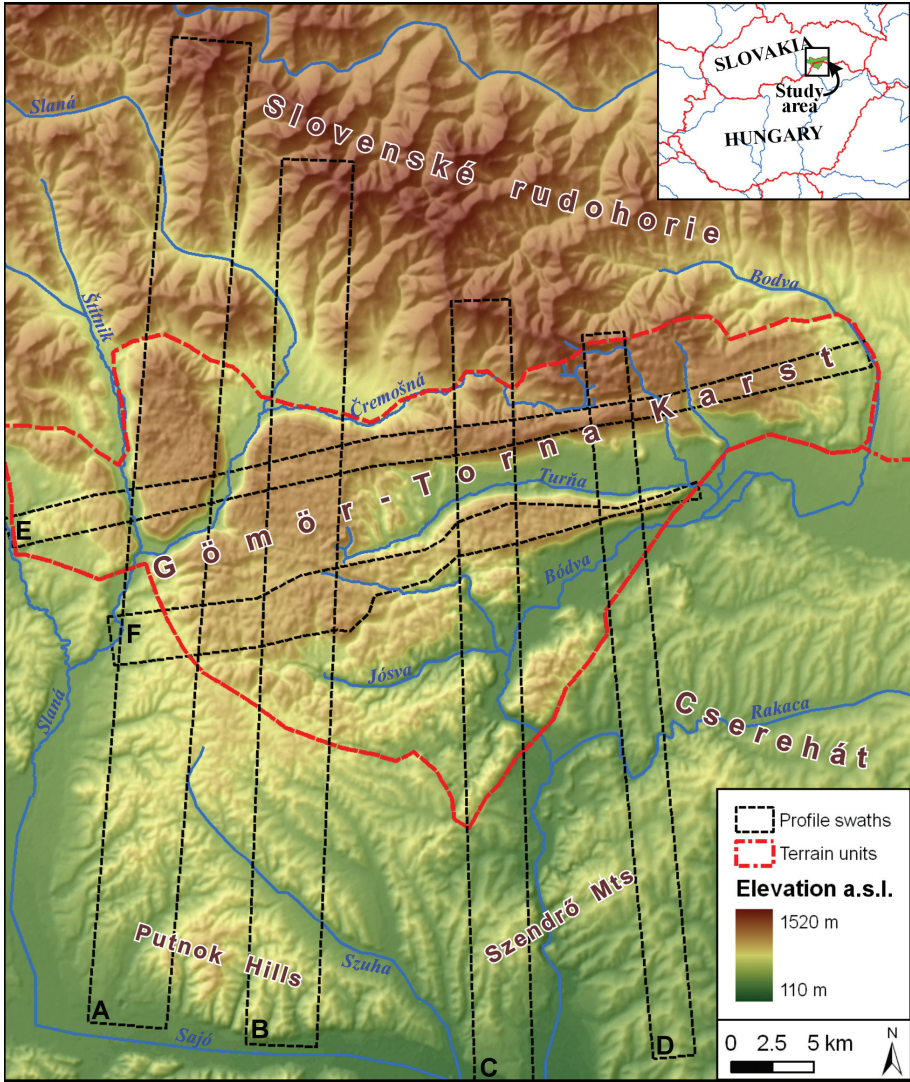 SLOVAKIA
Study
area
HUNGARY
Slaná
Slovenské rudohorie
Bodva
Štítnik
Čremošná
Gömör-Torna Karst
Turňa
E
Bódva
F
Jósva
Slaná
Cserehát
Rakaca
Putnok Hills
Szuha
Szendrő Mts
A
B
Sajó
C
D
Profile swaths
Terrain units
Elevation a.s.l.
1520 m
110 m
0 2.5 5 km
N